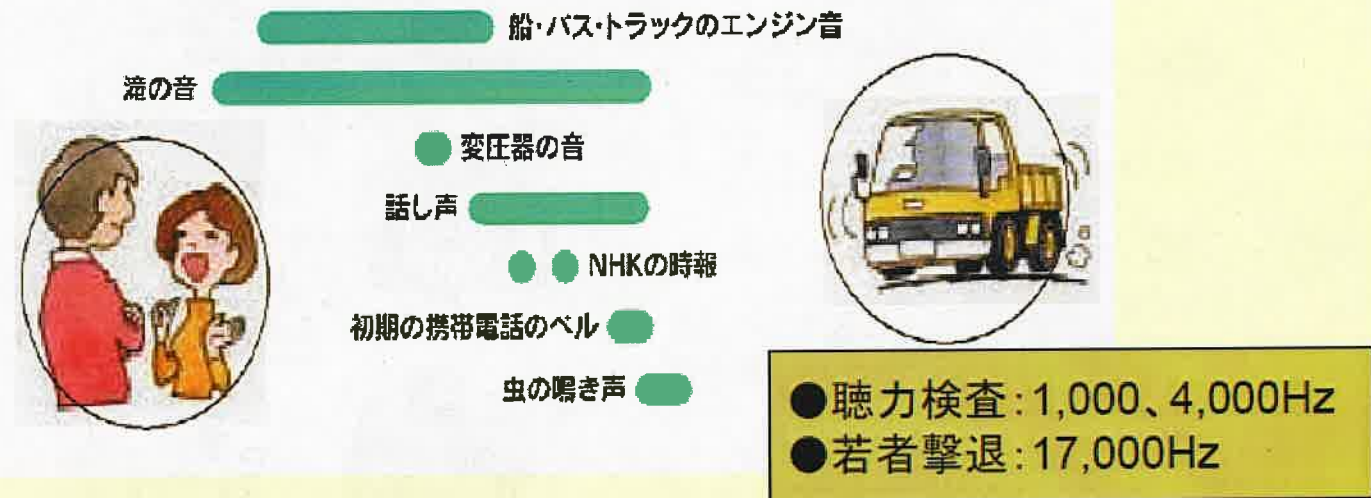 船・バス・トラックのエンジン音
滝の音
変圧器の音
話し声
NHKの時報
初期の携帯電話のベル
虫の鳴き声
●聴力検査:1,000、4,000Hz
●若者撃退:17,000Hz